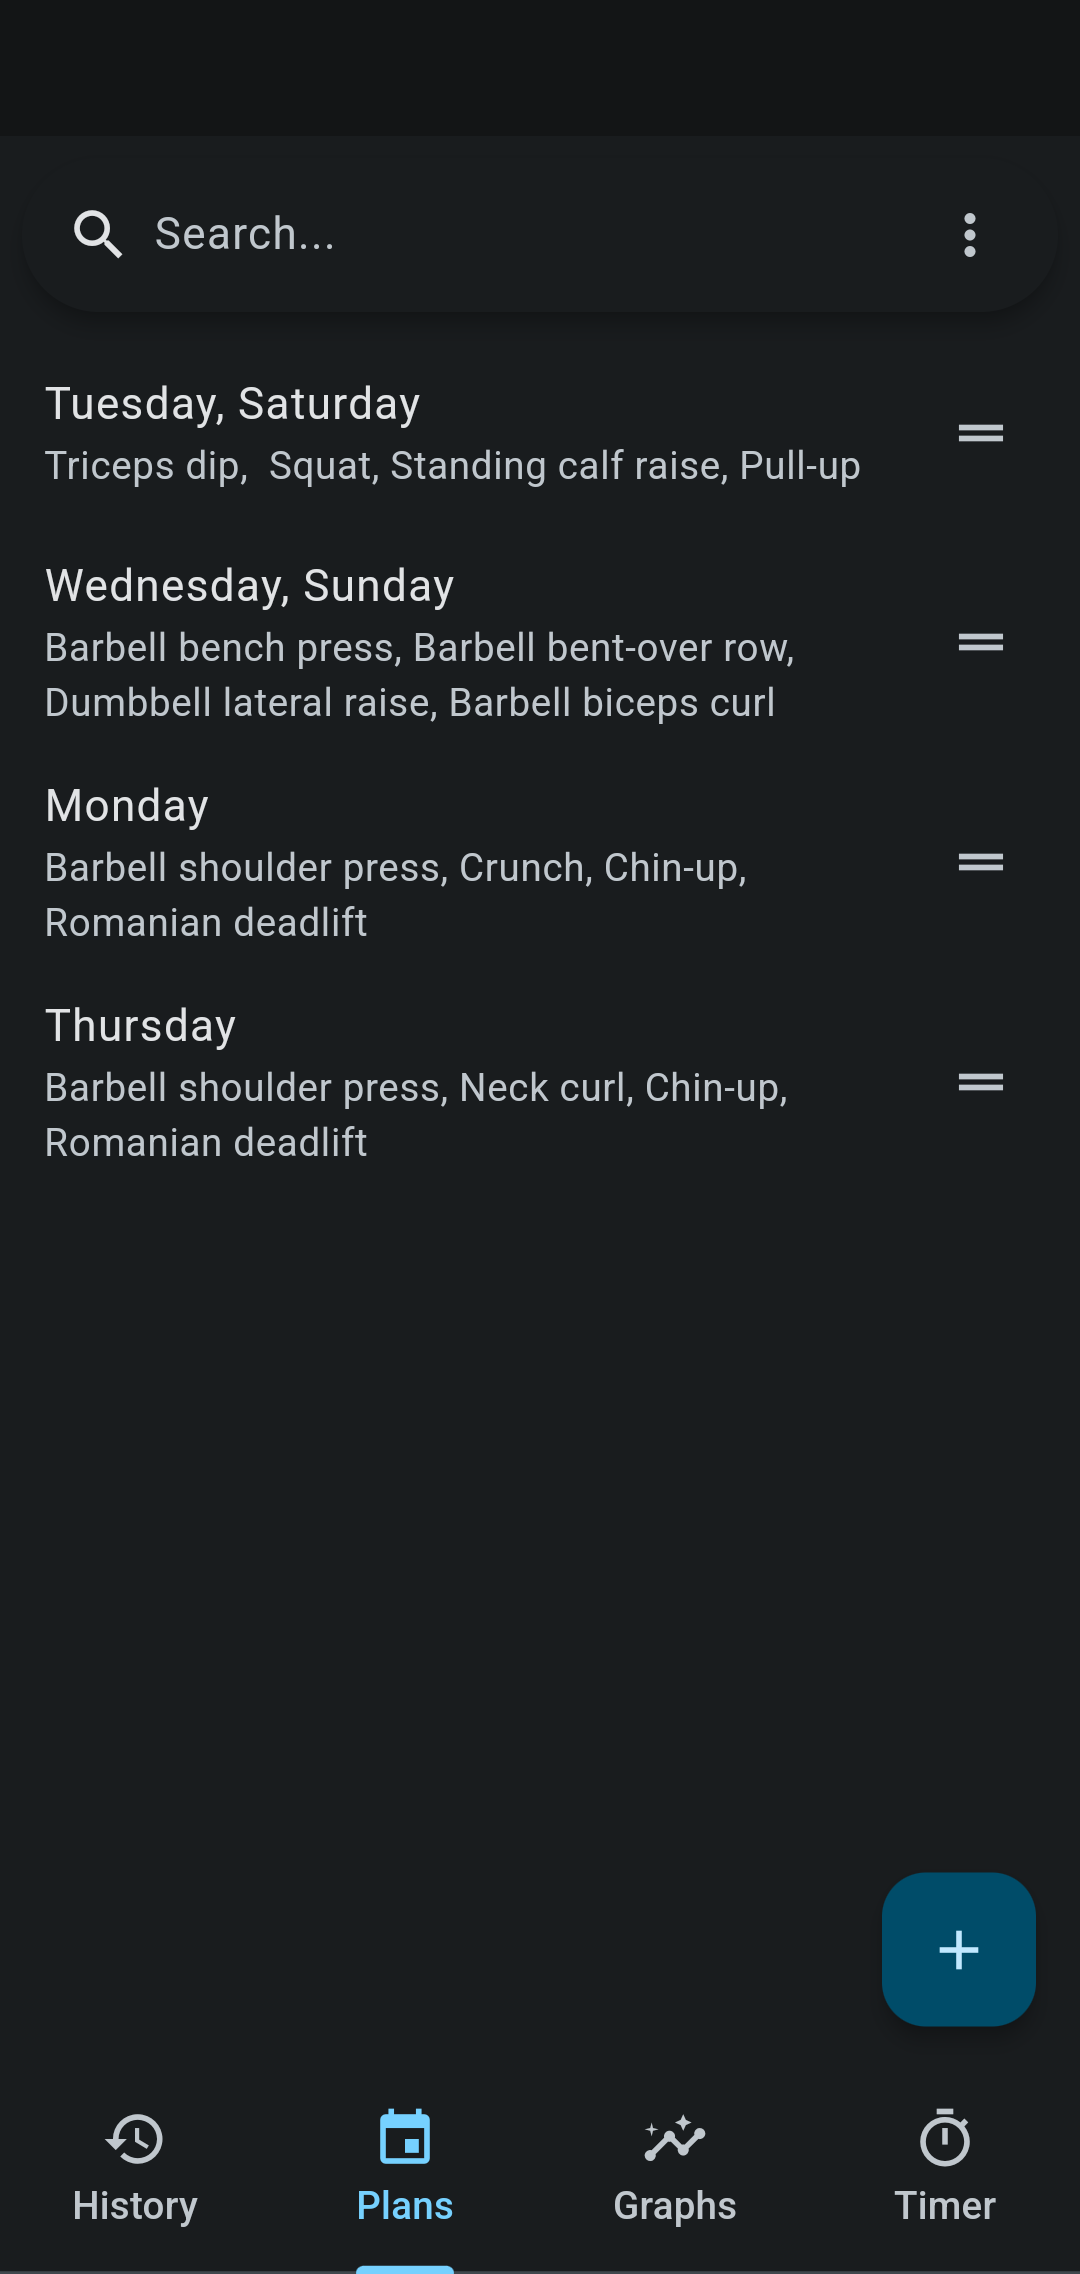 Search...
Tuesday, Saturday
Triceps dip,  Squat, Standing calf raise, Pull-up
Wednesday, Sunday
Barbell bench press, Barbell bent-over row,
Dumbbell lateral raise, Barbell biceps curl
Monday
Barbell shoulder press, Crunch, Chin-up,
Romanian deadlift
Thursday
Barbell shoulder press, Neck curl, Chin-up,
Romanian deadlift
History
Plans
Graphs
Timer